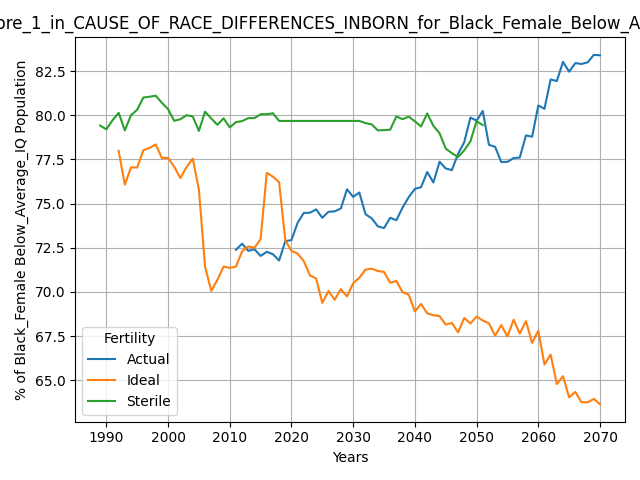 ore_1_in_CAUSE_OF_RACE_DIFFERENCES_INBORN_for_Black_Female_Below_A
% of Black_Female Below_Average_IQ Population
82.5
80.0
77.5
75.0
72.5
70.0
67.5
65.0
Fertility
Actual
Ideal
Sterile
1990 2000 2010 2020 2030 2040 2050 2060 2070
Years